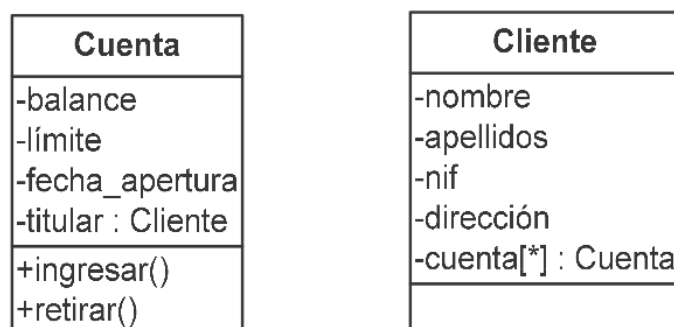 Cuenta
-balance
-límite
-fecha_apertura
-titular : Cliente
+ingresar()
+retirar()
Cliente
-nombre
-apellidos
-nif
-dirección
-cuenta[*] : Cuenta